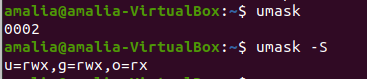 amalia@amalia-VirtualBox:~$ umask
0002
amalia@amalia-VirtualBox:~$ umask -S
u=rwx,g=rwx,o=rx